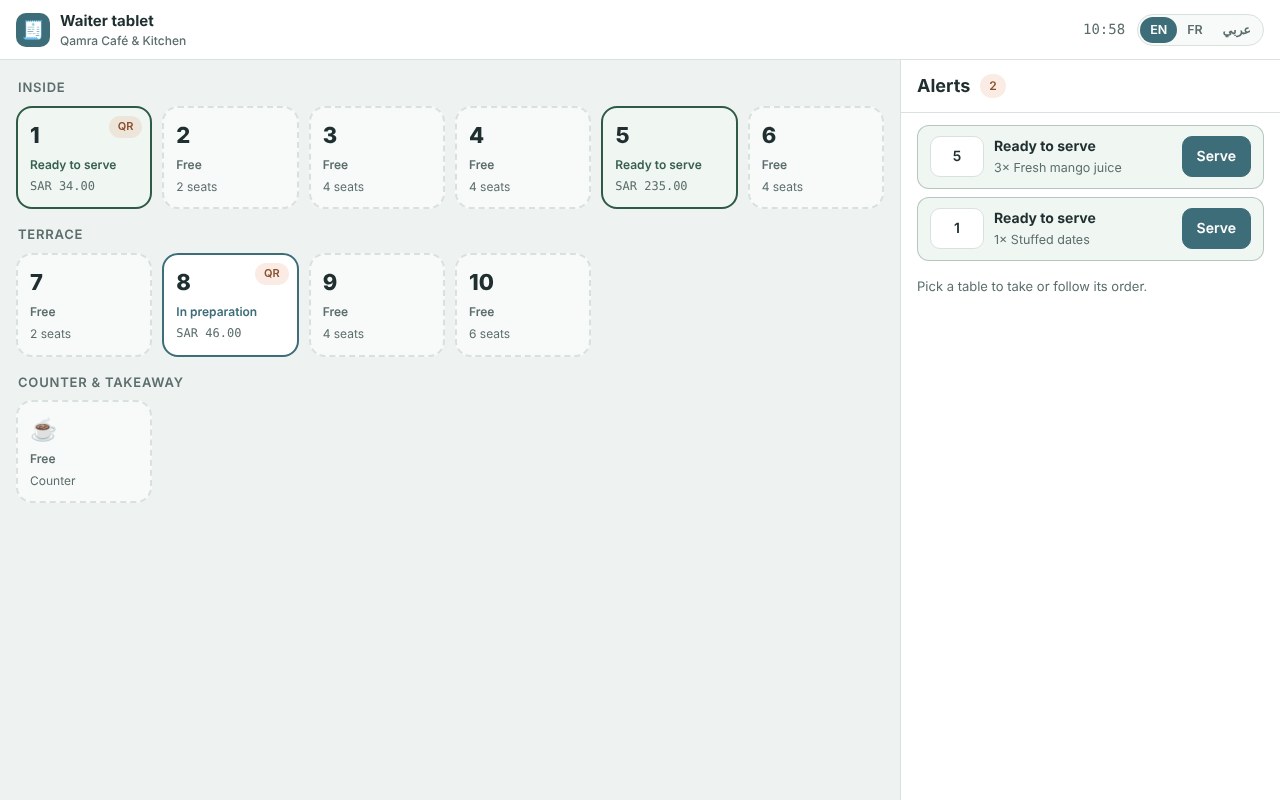 Waiter tablet
Qamra Café & Kitchen
10:58
EN FR عربي
INSIDE
1 QR
Ready to serve
SAR 34.00
2
Free
2 seats
3
Free
4 seats
4
Free
4 seats
5
Ready to serve
SAR 235.00
6
Free
4 seats
TERRACE
7
Free
2 seats
8 QR
In preparation
SAR 46.00
9
Free
4 seats
10
Free
6 seats
COUNTER & TAKEAWAY
Free
Counter
Alerts 2
5
Ready to serve
3× Fresh mango juice
Serve
1
Ready to serve
1× Stuffed dates
Serve
Pick a table to take or follow its order.